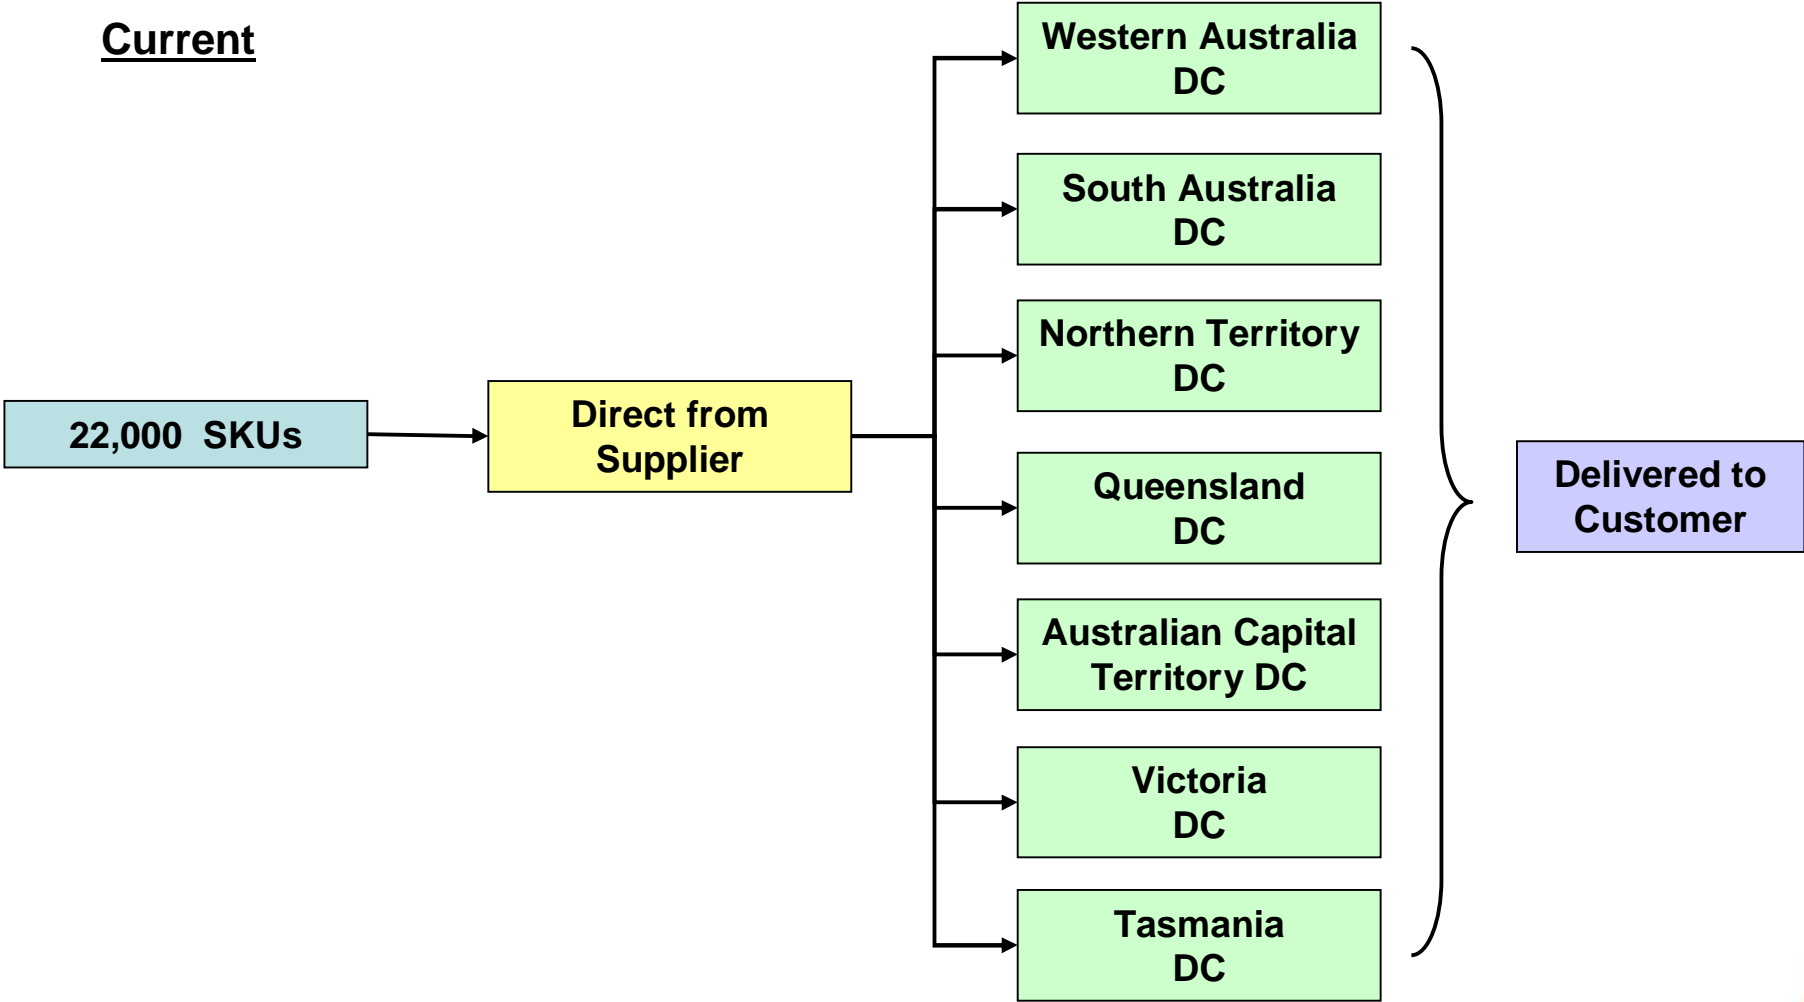 Current
22,000 SKUs
Direct from
Supplier
Western Australia
DC
South Australia
DC
Northern Territory
DC
Queensland
DC
Australian Capital
Territory DC
Victoria
DC
Tasmania
DC
Delivered to
Customer